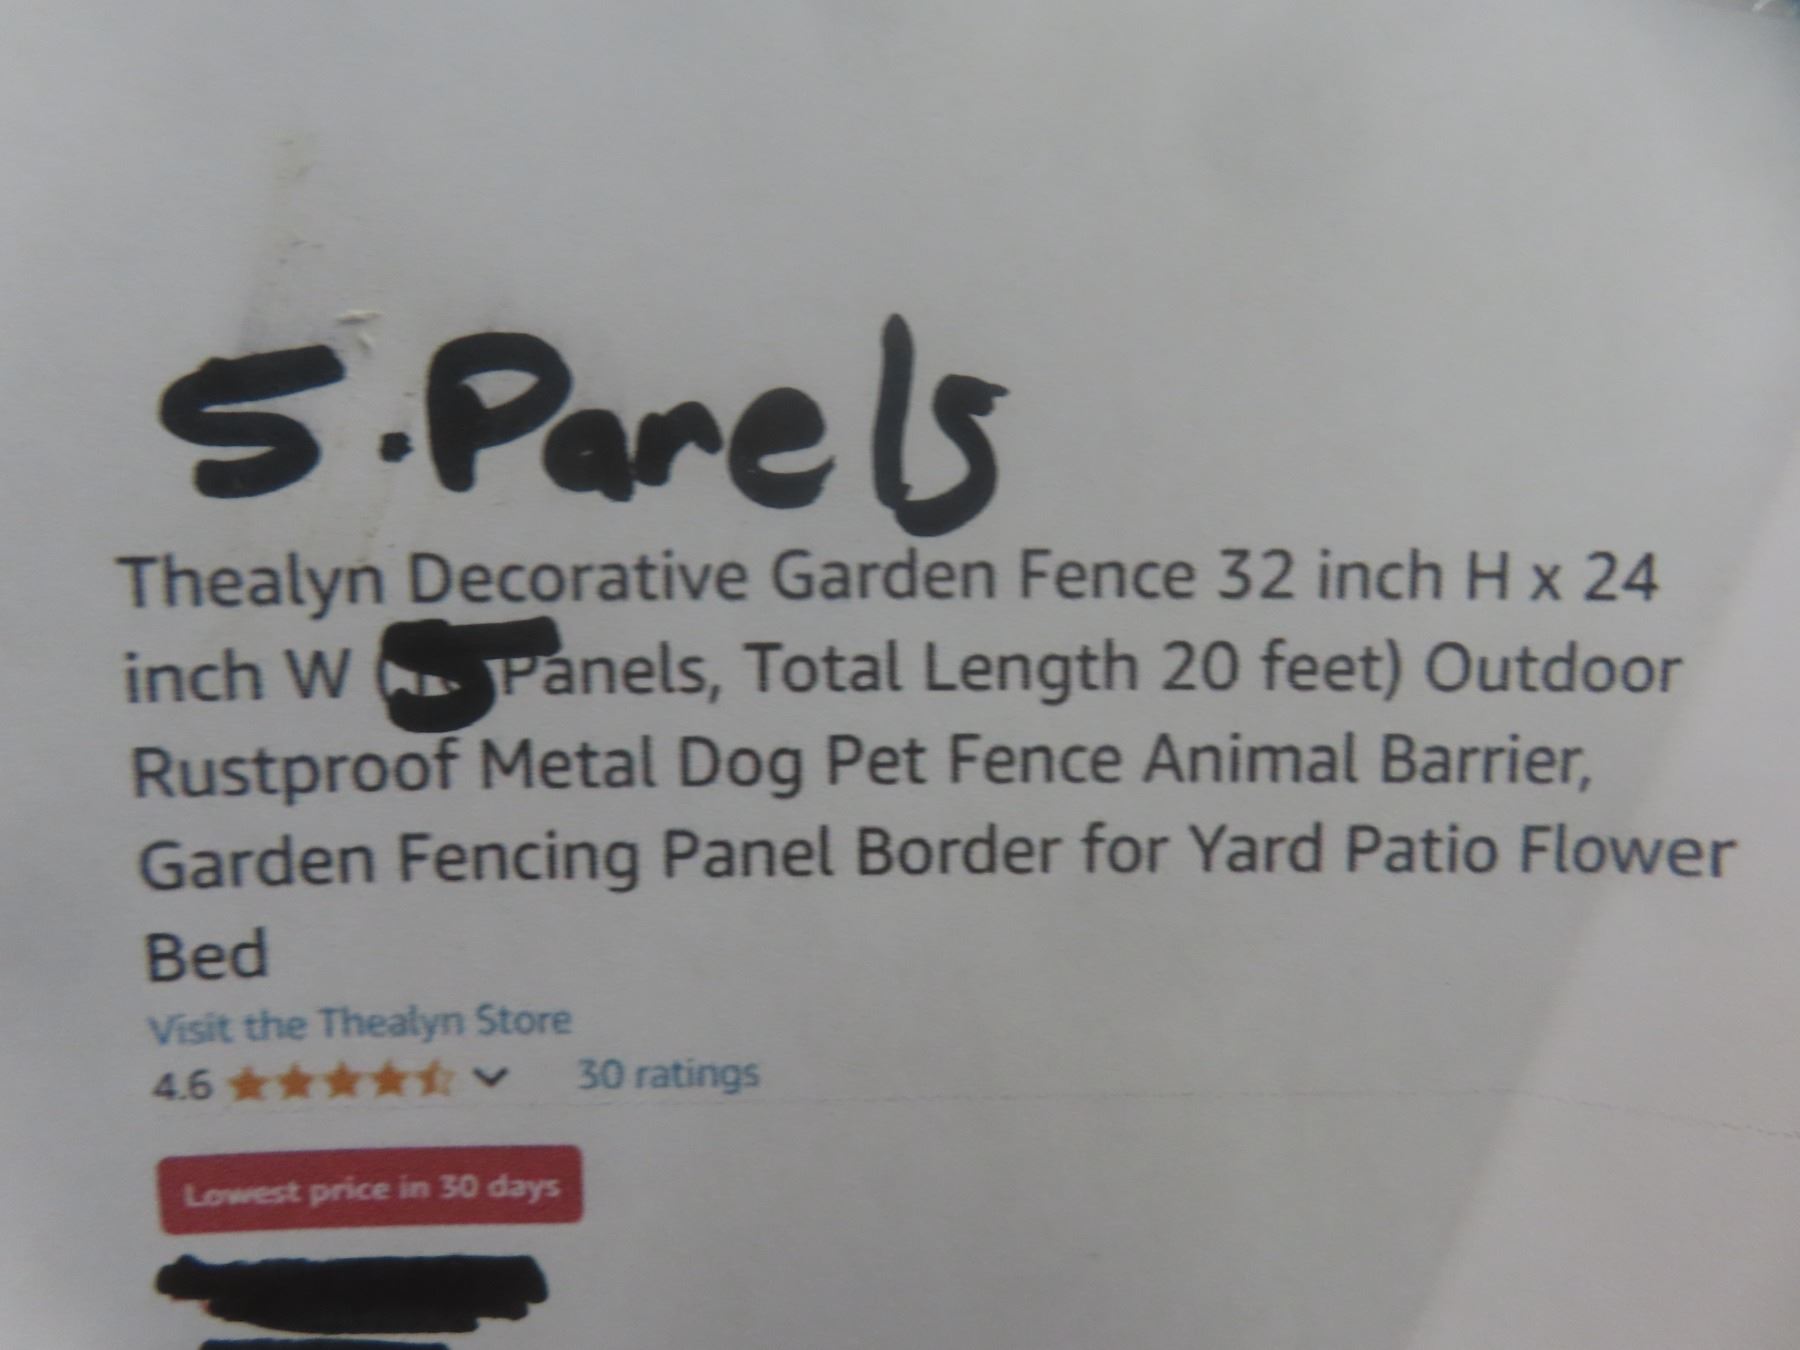 5.Panels
Thealyn Decorative Garden Fence 32 inch H x 24
inch W (5 Panels, Total Length 20 feet) Outdoor
Rustproof Metal Dog Pet Fence Animal Barrier,
Garden Fencing Panel Border for Yard Patio Flower
Bed
Visit the Thealyn Store
4.6 30 ratings
Lowest price in 30 days